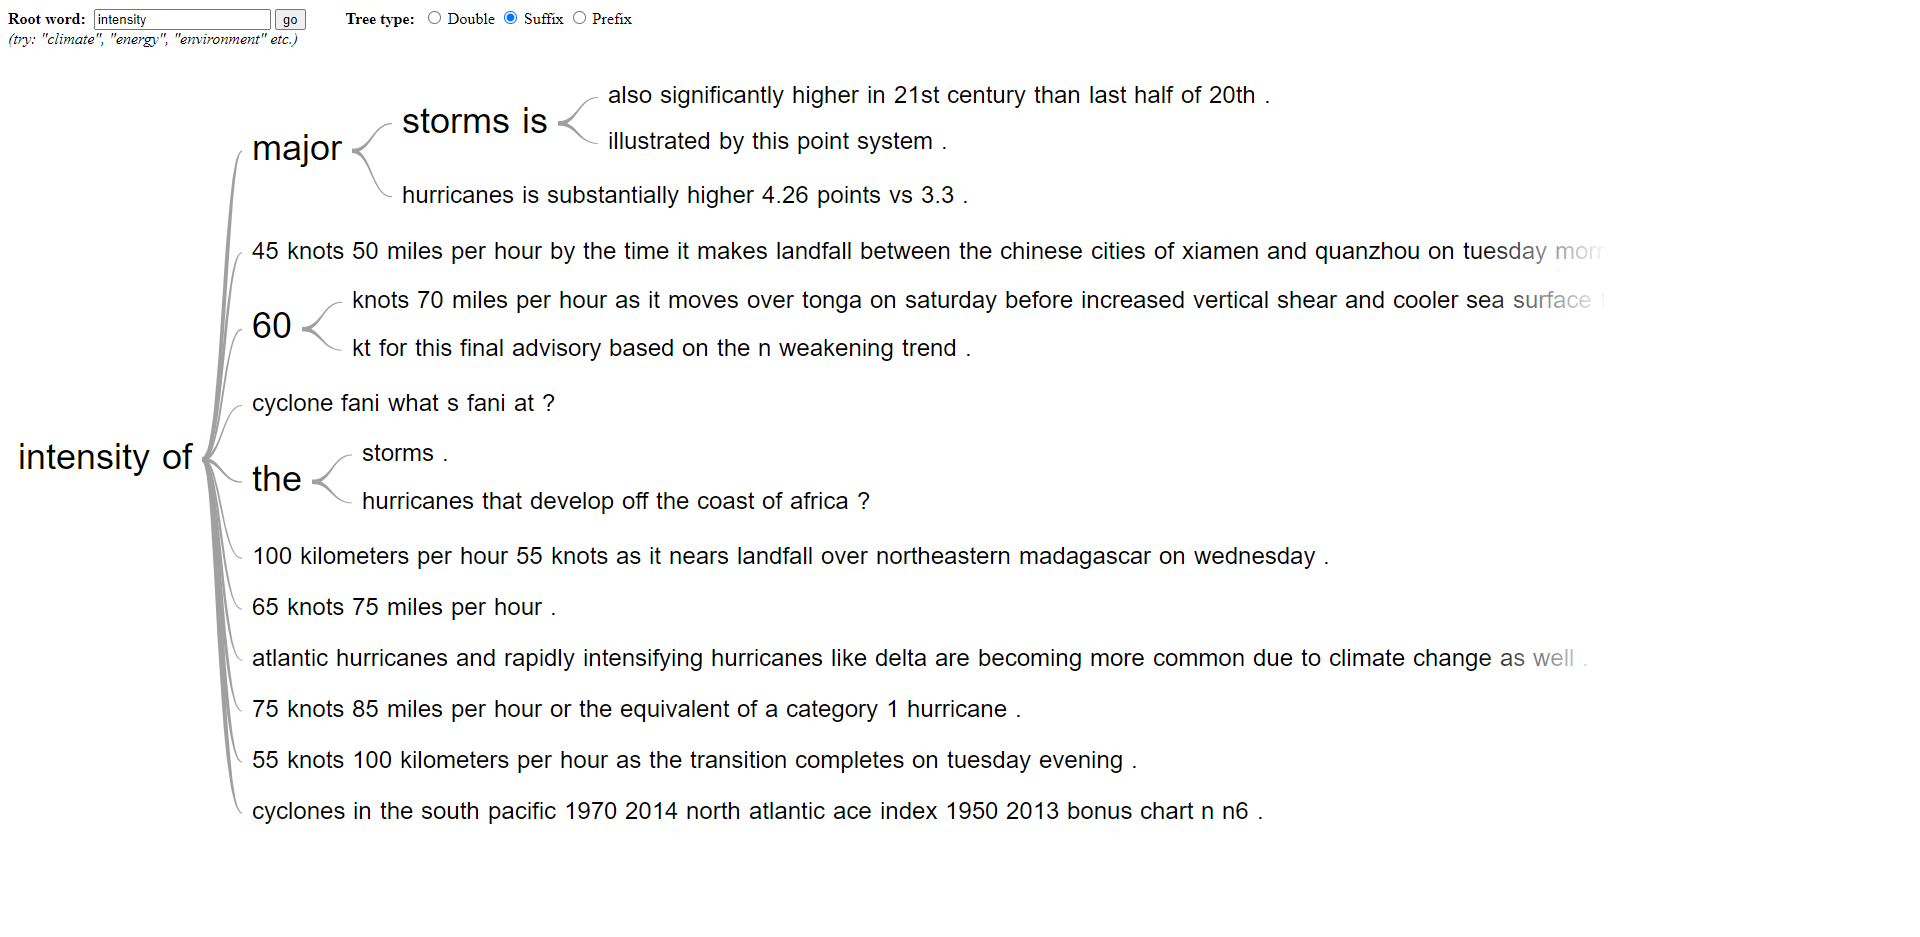 Root word: intensity go Tree type: Double Suffix Prefix
(try: "climate", "energy", "environment" etc.)
also significantly higher in 21st century than last half of 20th .
storms is
illustrated by this point system .
major
hurricanes is substantially higher 4.26 points vs 3.3 .
45 knots 50 miles per hour by the time it makes landfall between the chinese cities of xiamen and quanzhou on tuesday morn
knots 70 miles per hour as it moves over tonga on saturday before increased vertical shear and cooler sea surface
60
kt for this final advisory based on the n weakening trend .
cyclone fani what s fani at ?
intensity of
storms .
the
hurricanes that develop off the coast of africa ?
100 kilometers per hour 55 knots as it nears landfall over northeastern madagascar on wednesday .
65 knots 75 miles per hour .
atlantic hurricanes and rapidly intensifying hurricanes like delta are becoming more common due to climate change as well .
75 knots 85 miles per hour or the equivalent of a category 1 hurricane .
55 knots 100 kilometers per hour as the transition completes on tuesday evening .
cyclones in the south pacific 1970 2014 north atlantic ace index 1950 2013 bonus chart n n6 .